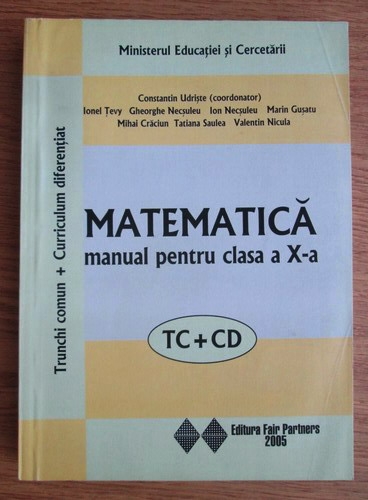 Ministerul Educației și Cercetării
Constantin Udriște (coordonator)
Ionel Țevy Gheorghe Necșuleu Ion Necșuleu Marin Gușatu
Mihai Crăciun Tatiana Saulea Valentin Nicula
Trunchi comun + Curriculum diferențiat
MATEMATICĂ
manual pentru clasa a X-a
TC + CD
Editura Fair Partners
2005